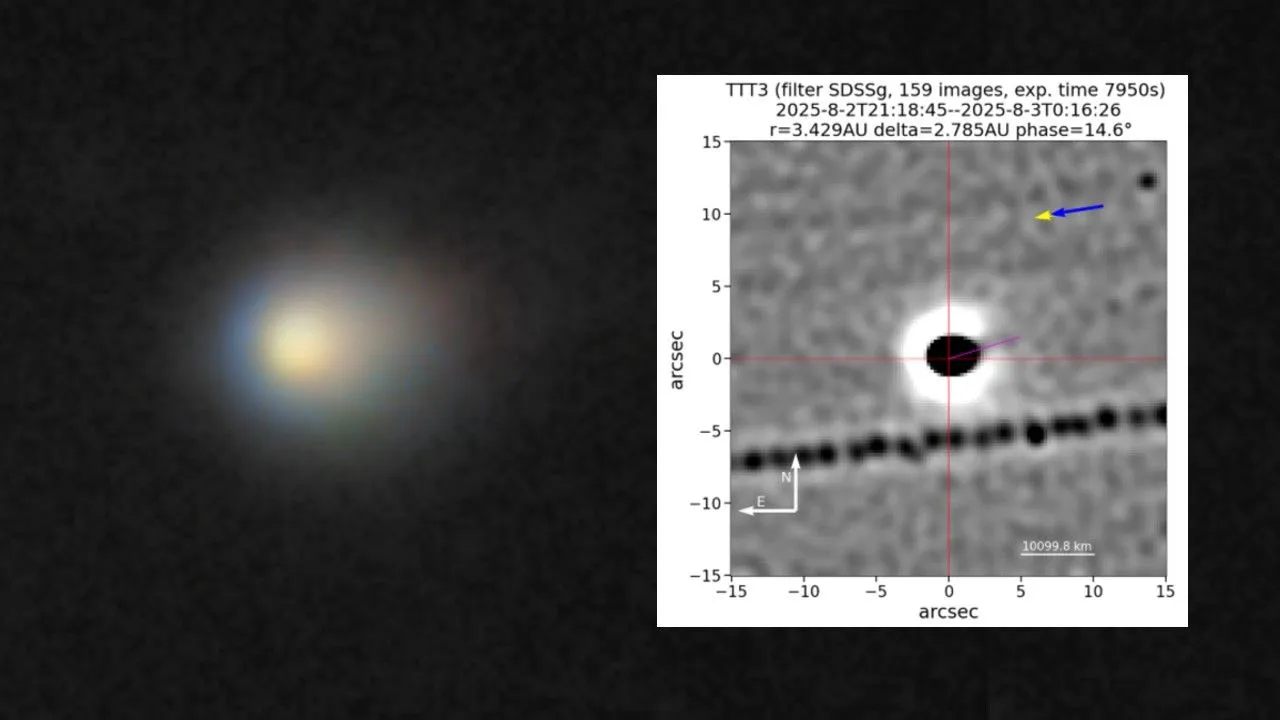 TTT3 (filter SDSSg, 159 images, exp. time 7950s)
2025-8-2T21:18:45--2025-8-3T0:16:26
r=3.429AU delta=2.785AU phase=14.6°
15
10
5
0
−5
−10
−15
arcsec
N
E
10099.8 km
−15
−10
−5
0
5
10
15
arcsec